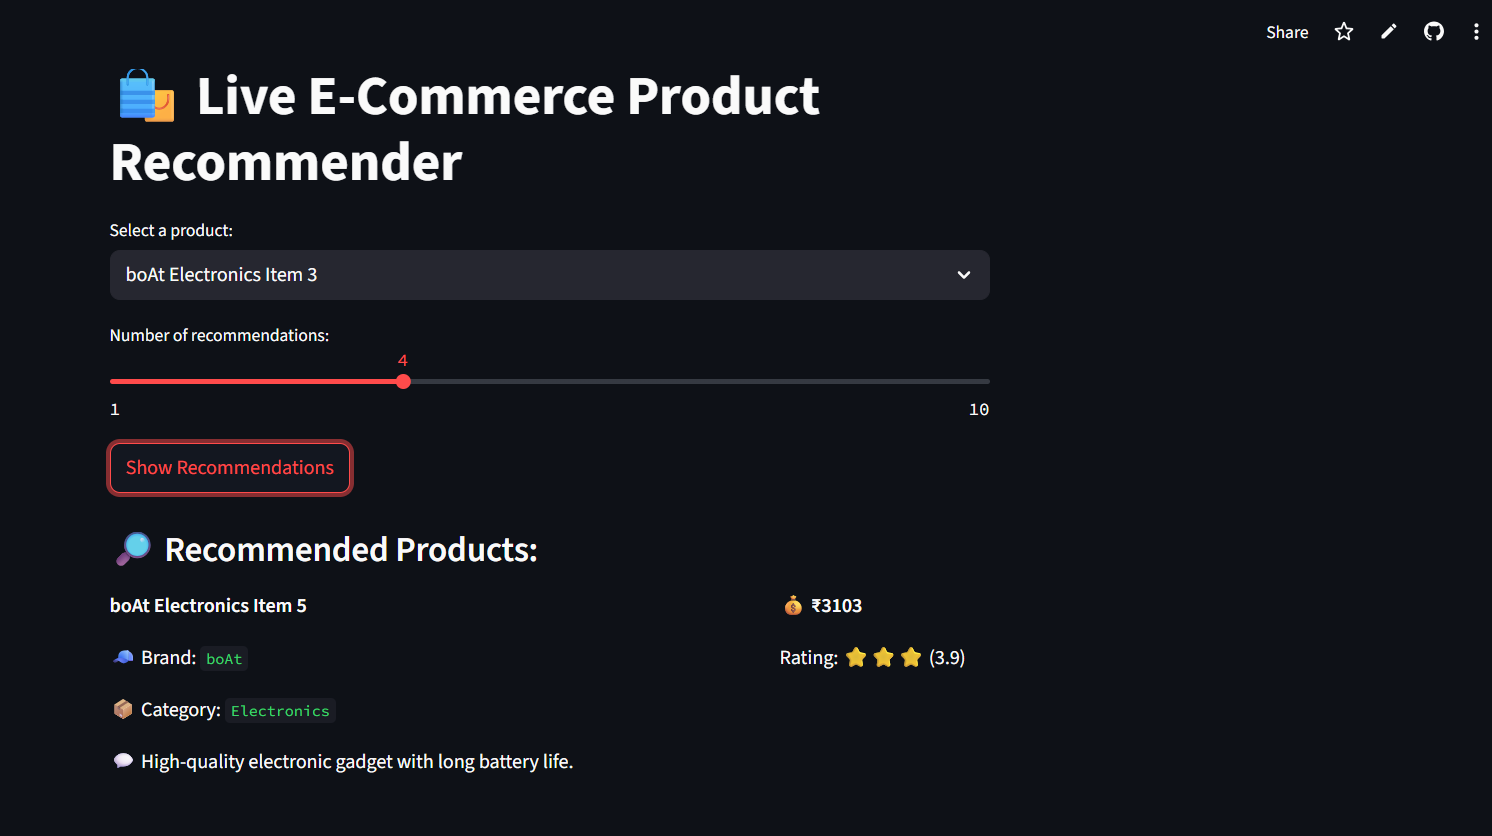 Share
Live E-Commerce Product
Recommender
Select a product:
boAt Electronics Item 3
Number of recommendations:
4
1 10
Show Recommendations
Recommended Products:
boAt Electronics Item 5
₹3103
Brand: boAt
Rating: ⭐⭐⭐ (3.9)
Category: Electronics
High-quality electronic gadget with long battery life.